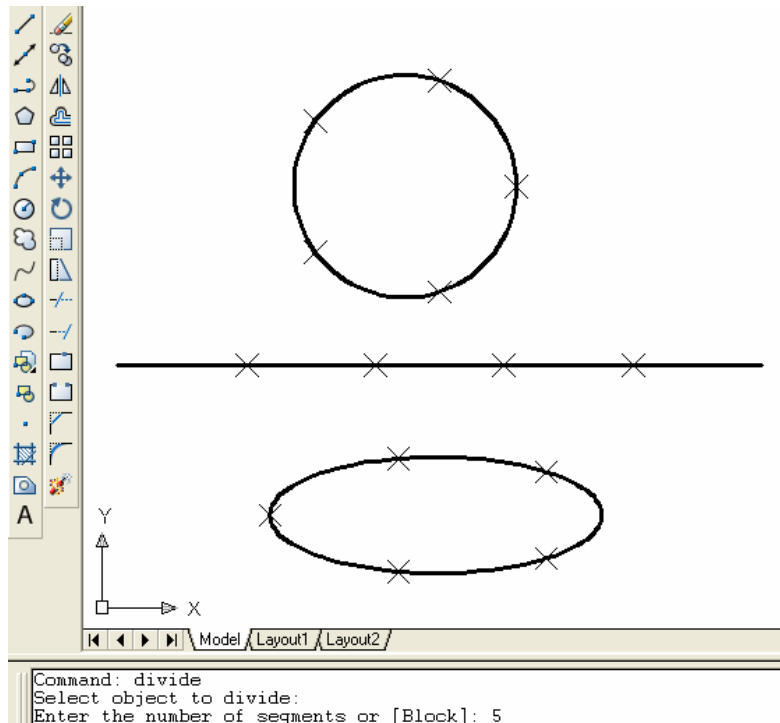 A
Y
X
Model Layout1 Layout2
Command: divide
Select object to divide:
Enter the number of segments or [Block]: 5